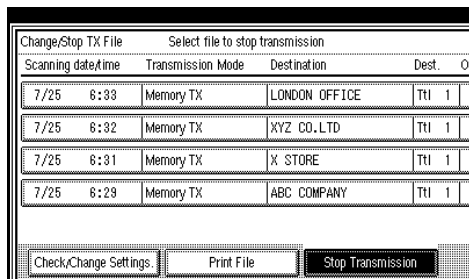 Change/Stop TX File Select file to stop transmission
Scanning date/time Transmission Mode Destination Dest. O
7/25 6:33 Memory TX LONDON OFFICE Ttl 1
7/25 6:32 Memory TX XYZ CO.LTD Ttl 1
7/25 6:31 Memory TX X STORE Ttl 1
7/25 6:29 Memory TX ABC COMPANY Ttl 1
Check/Change Settings. Print File Stop Transmission